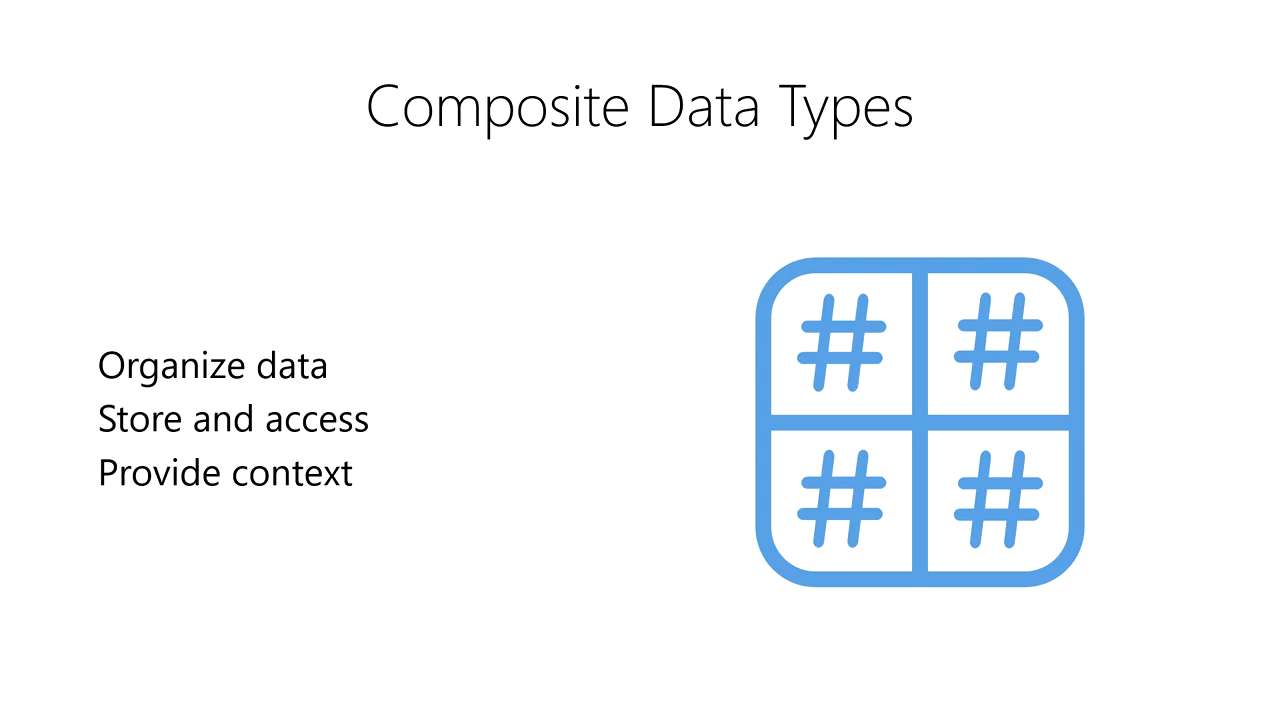 Composite Data Types
Organize data
Store and access
Provide context
# #
# #